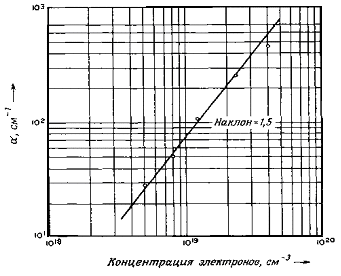 10³
α, см⁻¹ →
10²
Наклон = 1,5
10¹
10¹⁸
10¹⁹
10²⁰
Концентрация электронов, см⁻³ →